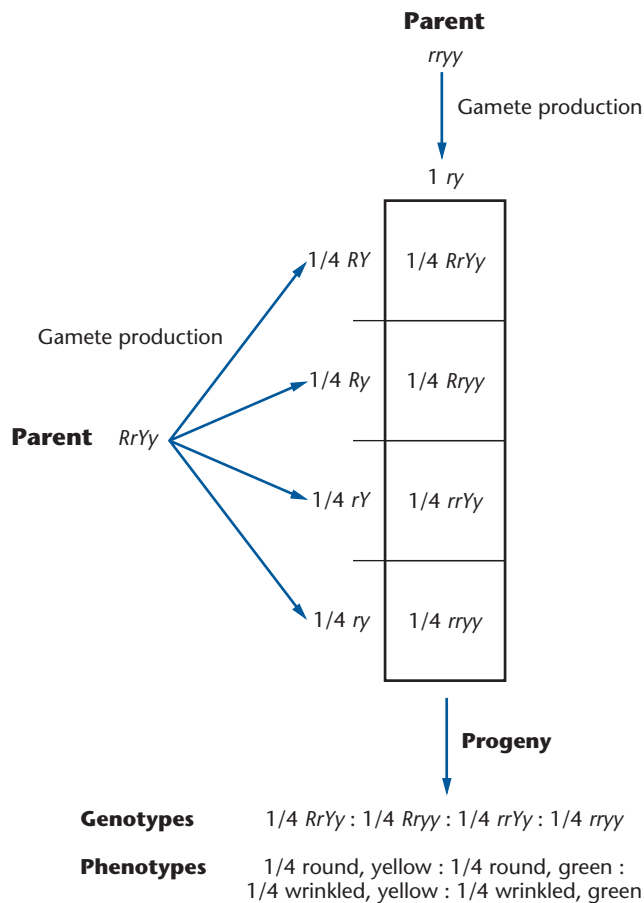 Parent
rryy
Gamete production
1 ry
1/4 RY 1/4 RrYy
Gamete production
1/4 Ry 1/4 Rryy
Parent RrYy
1/4 rY 1/4 rrYy
1/4 ry 1/4 rryy
Progeny
Genotypes 1/4 RrYy : 1/4 Rryy : 1/4 rrYy : 1/4 rryy
Phenotypes 1/4 round, yellow : 1/4 round, green :
1/4 wrinkled, yellow : 1/4 wrinkled, green